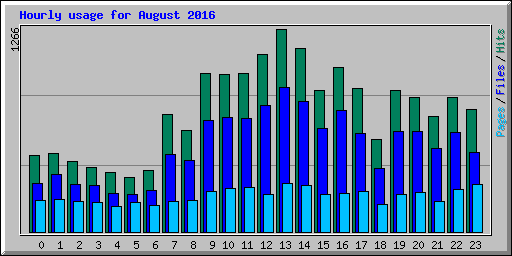 Hourly usage for August 2016
1266
Pages/Files/Hits
0 1 2 3 4 5 6 7 8 9 10 11 12 13 14 15 16 17 18 19 20 21 22 23